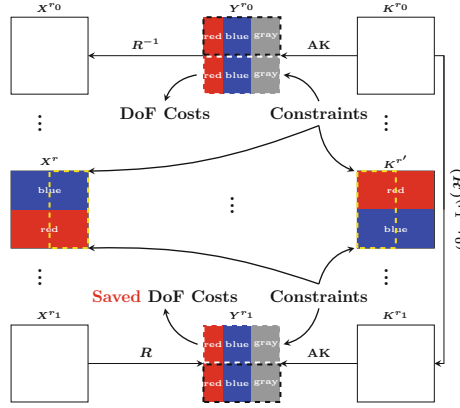 X^{r_0} Y^{r_0} K^{r_0}
red blue gray
R^{-1} AK
red blue gray
DoF Costs Constraints
⋮ ⋮
X^r K^{r'}
blue red
⋮
red blue
⋮ ⋮
Saved DoF Costs Constraints
X^{r_1} Y^{r_1} K^{r_1}
red blue gray
R AK
red blue gray